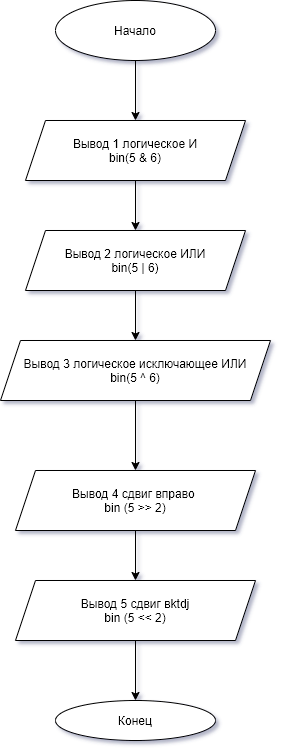 Начало
Вывод 1 логическое И
bin(5 & 6)
Вывод 2 логическое ИЛИ
bin(5 | 6)
Вывод 3 логическое исключающее ИЛИ
bin(5 ^ 6)
Вывод 4 сдвиг вправо
bin (5 >> 2)
Вывод 5 сдвиг вktdj
bin (5 << 2)
Конец